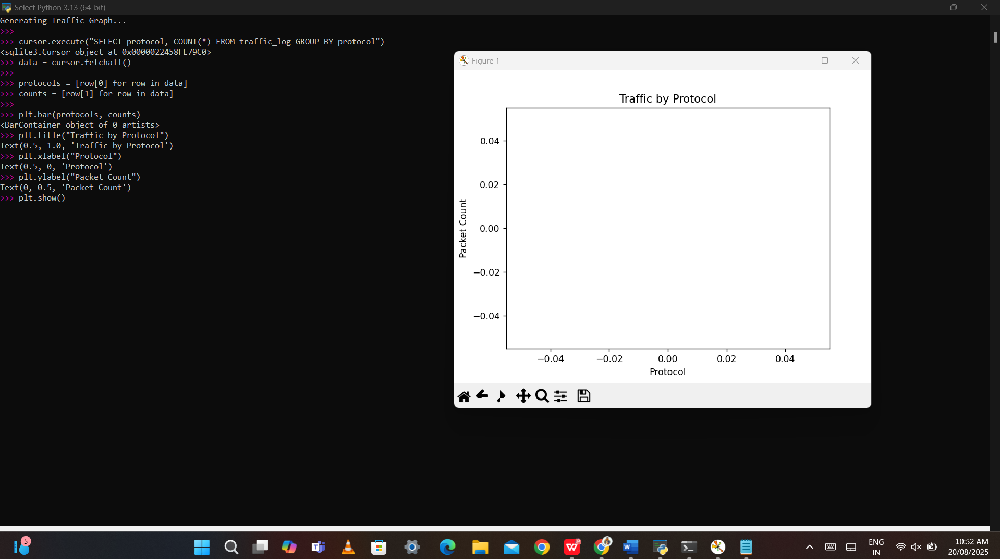 Select Python 3.13 (64-bit)
Generating Traffic Graph...
>>>
>>> cursor.execute("SELECT protocol, COUNT(*) FROM traffic_log GROUP BY protocol")
<sqlite3.Cursor object at 0x0000022458FE79C0>
>>> data = cursor.fetchall()
>>>
>>> protocols = [row[0] for row in data]
>>> counts = [row[1] for row in data]
>>>
>>> plt.bar(protocols, counts)
<BarContainer object of 0 artists>
>>> plt.title("Traffic by Protocol")
Text(0.5, 1.0, 'Traffic by Protocol')
>>> plt.xlabel("Protocol")
Text(0.5, 0, 'Protocol')
>>> plt.ylabel("Packet Count")
Text(0, 0.5, 'Packet Count')
>>> plt.show()
Figure 1
Traffic by Protocol
Packet Count
0.04
0.02
0.00
−0.02
−0.04
−0.04 −0.02 0.00 0.02 0.04
Protocol
5
ENG
IN
10:52 AM
20/08/2025